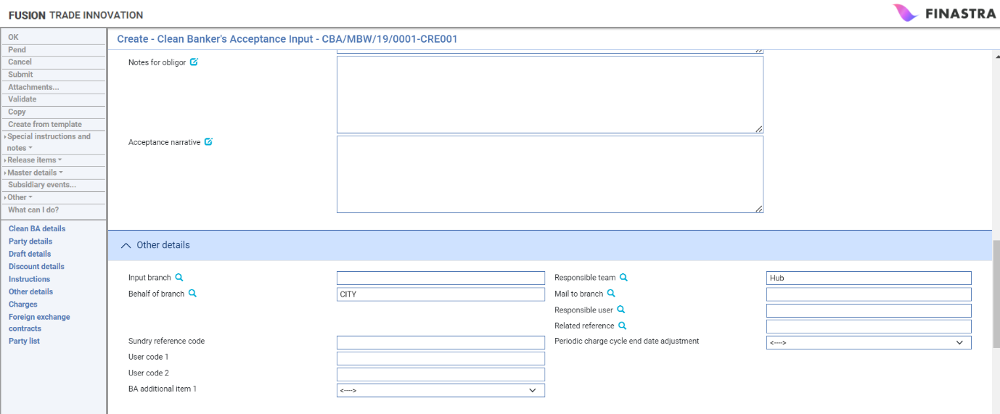 FUSION TRADE INNOVATION
FINASTRA
OK
Pend
Cancel
Submit
Attachments...
Validate
Copy
Create from template
Special instructions and
notes
Release items
Master details
Subsidiary events...
Other
What can I do?
Clean BA details
Party details
Draft details
Discount details
Instructions
Other details
Charges
Foreign exchange
contracts
Party list
Create - Clean Banker's Acceptance Input - CBA/MBW/19/0001-CRE001
Notes for obligor
Acceptance narrative
Other details
Input branch
Responsible team Hub
Behalf of branch CITY
Mail to branch
Responsible user
Related reference
Sundry reference code
Periodic charge cycle end date adjustment <---->
User code 1
User code 2
BA additional item 1 <---->